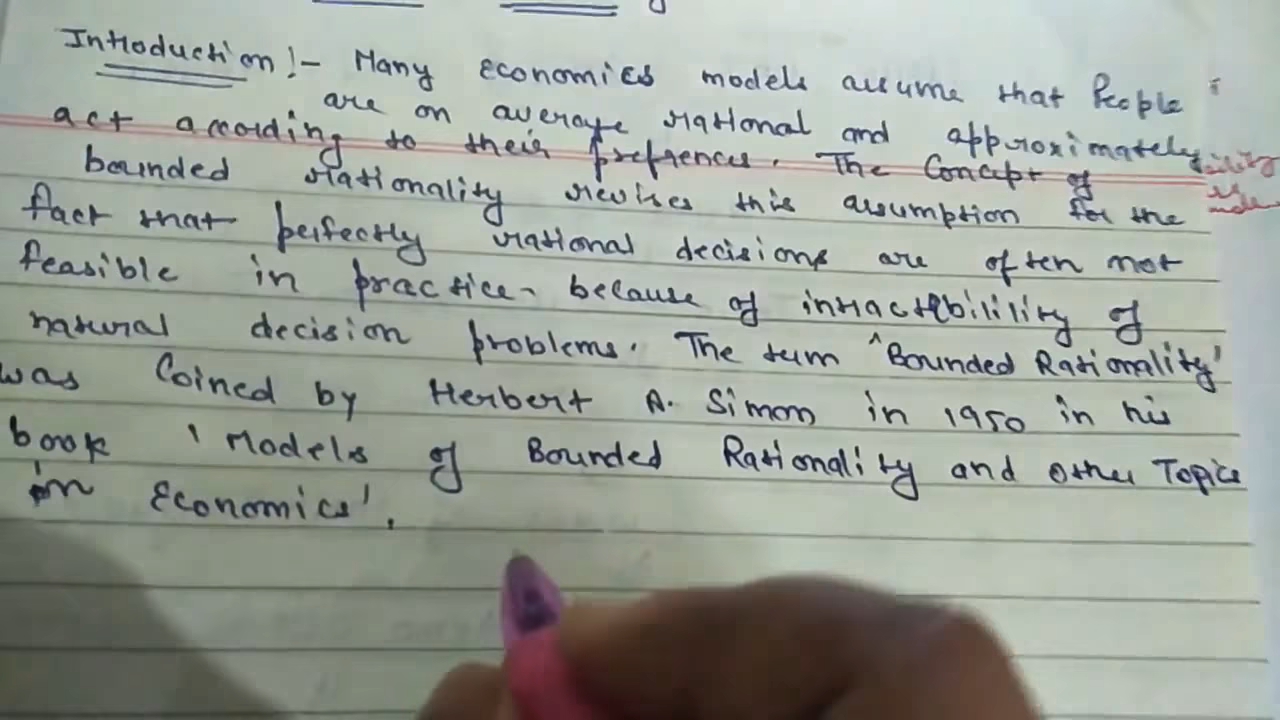 Introduction :- Many economics models assume that People
are on average rational and approximately
act according to their prefrences. The Concept of
bounded rationality revises this assumption for the
fact that perfectly rational decisions are often not
feasible in practice. because of intractibilility of
natural decision problems. The term 'Bounded Rationality'
was Coined by Herbert A. Simon in 1950 in his
book 'Models of Bounded Rationality and other Topics
in Economics'.